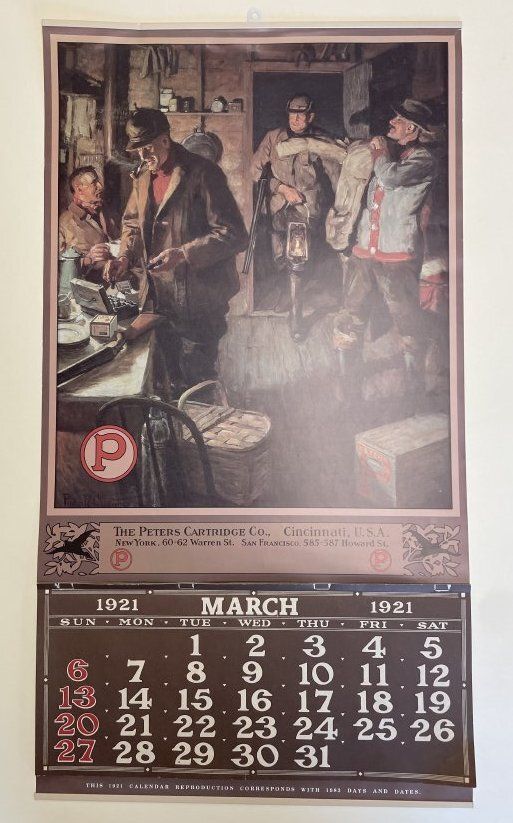 P
THE PETERS CARTRIDGE CO., CINCINNATI, U.S.A.
NEW YORK, 60-62 WARREN ST. SAN FRANCISCO, 585-587 HOWARD ST.
P P
1921 MARCH 1921
SUN MON TUE WED THU FRI SAT
1 2 3 4 5
6 7 8 9 10 11 12
13 14 15 16 17 18 19
20 21 22 23 24 25 26
27 28 29 30 31
THIS 1921 CALENDAR REPRODUCTION CORRESPONDS WITH 1983 DAYS AND DATES.